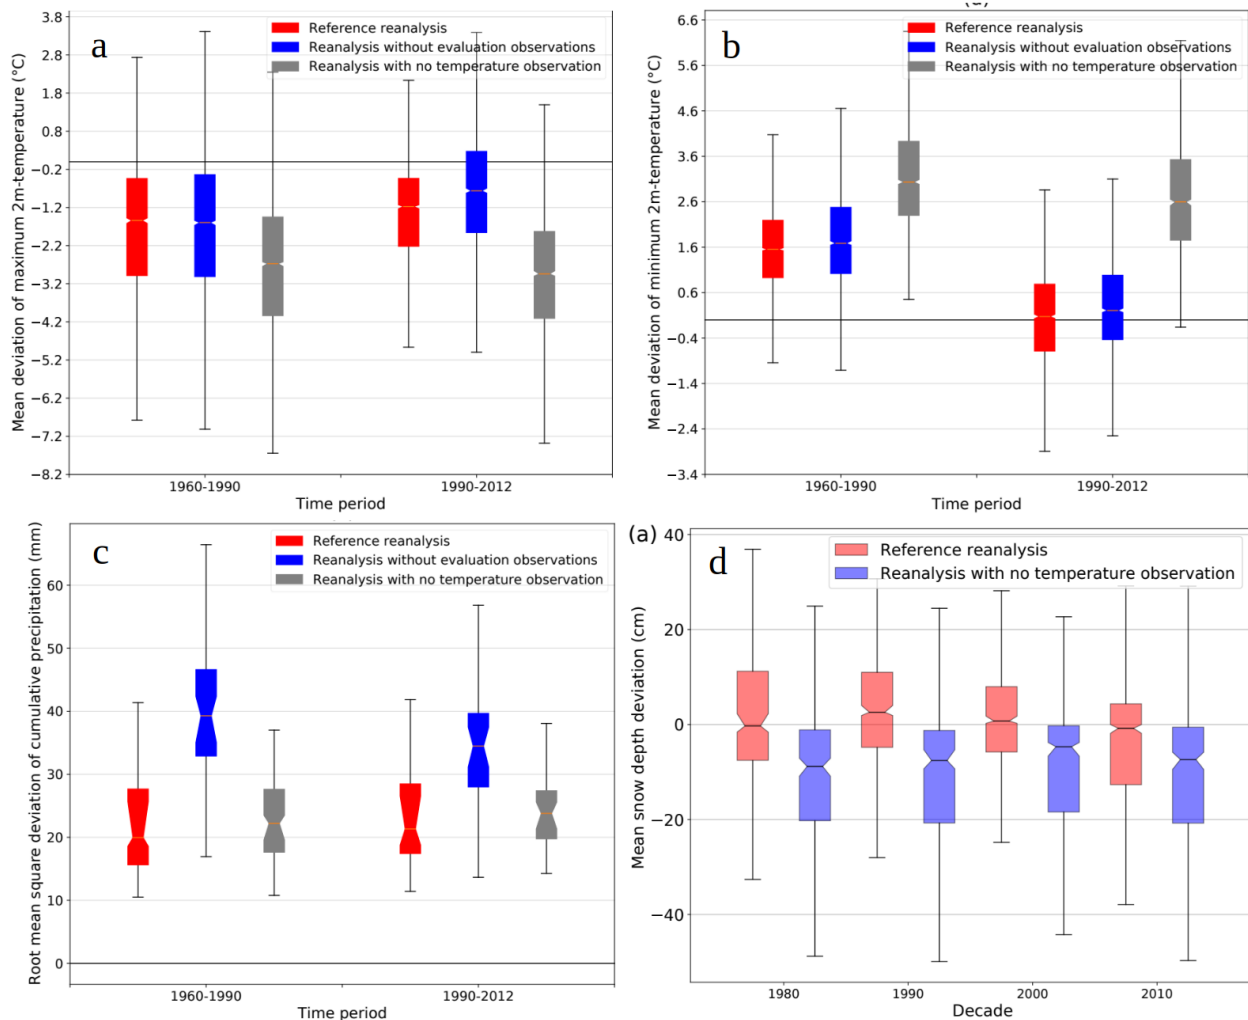 a
Mean deviation of maximum 2m-temperature (°C)
3.8
2.8
1.8
0.8
−0.2
−1.2
−2.2
−3.2
−4.2
−5.2
−6.2
−7.2
−8.2
Reference reanalysis
Reanalysis without evaluation observations
Reanalysis with no temperature observation
1960-1990
1990-2012
Time period
b
Mean deviation of minimum 2m-temperature (°C)
6.6
5.6
4.6
3.6
2.6
1.6
0.6
−0.4
−1.4
−2.4
−3.4
Reference reanalysis
Reanalysis without evaluation observations
Reanalysis with no temperature observation
1960-1990
1990-2012
Time period
c
Root mean square deviation of cumulative precipitation (mm)
60
50
40
30
20
10
0
Reference reanalysis
Reanalysis without evaluation observations
Reanalysis with no temperature observation
1960-1990
1990-2012
Time period
(a)
d
Mean snow depth deviation (cm)
40
20
0
−20
−40
Reference reanalysis
Reanalysis with no temperature observation
1980
1990
2000
2010
Decade